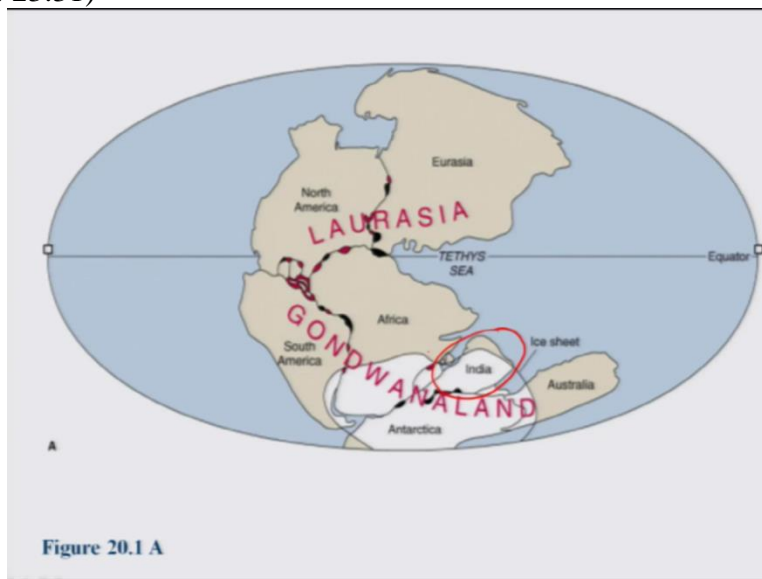 Eurasia
North
America
LAURASIA
TETHYS
SEA
Equator
Africa
GONDWANALAND
South
America
Ice sheet
India
Australia
Antarctica
A
Figure 20.1 A